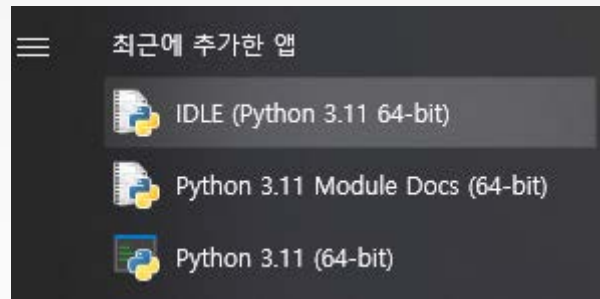 최근에 추가한 앱
IDLE (Python 3.11 64-bit)
Python 3.11 Module Docs (64-bit)
Python 3.11 (64-bit)